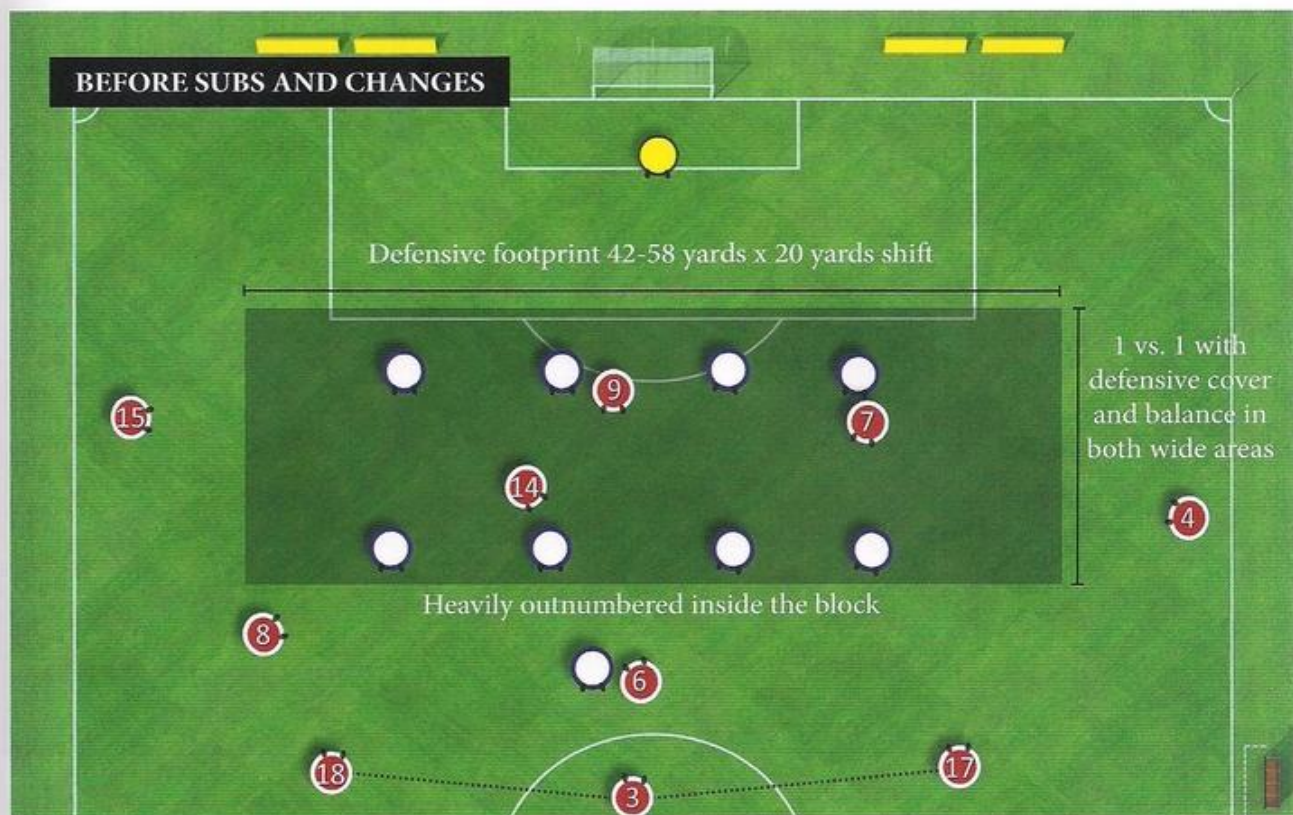 BEFORE SUBS AND CHANGES
Defensive footprint 42-58 yards x 20 yards shift
1 vs. 1 with
defensive cover
and balance in
both wide areas
9
15
7
14
4
Heavily outnumbered inside the block
8
6
18
17
3